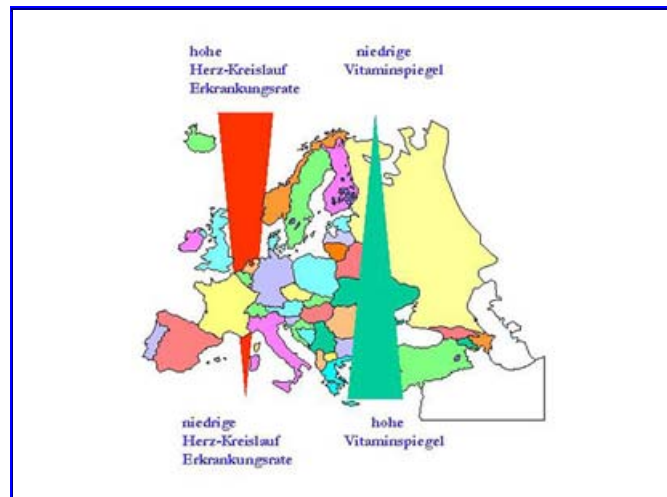 hohe
Herz-Kreislauf
Erkrankungsrate
niedrige
Vitaminspiegel
niedrige
Herz-Kreislauf
Erkrankungsrate
hohe
Vitaminspiegel